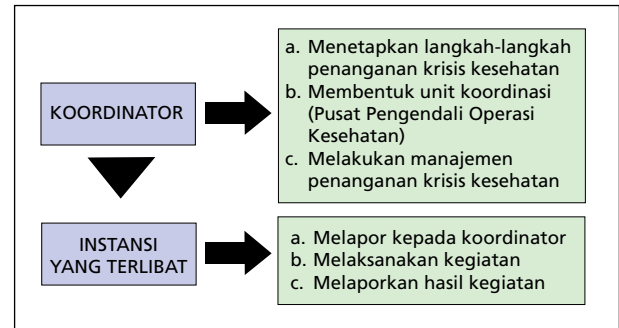 KOORDINATOR
a. Menetapkan langkah-langkah
penanganan krisis kesehatan
b. Membentuk unit koordinasi
(Pusat Pengendali Operasi
Kesehatan)
c. Melakukan manajemen
penanganan krisis kesehatan
INSTANSI
YANG TERLIBAT
a. Melapor kepada koordinator
b. Melaksanakan kegiatan
c. Melaporkan hasil kegiatan